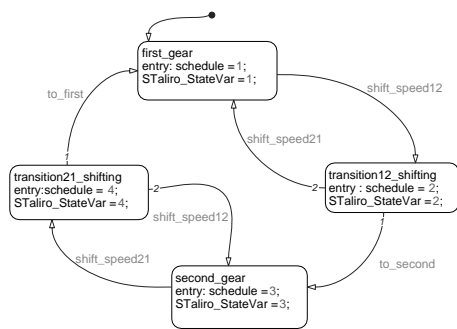 first_gear
entry: schedule =1;
STaliro_StateVar =1;
to_first
shift_speed12
shift_speed21
1
transition21_shifting
entry:schedule = 4;
STaliro_StateVar =4;
2
shift_speed12
2
transition12_shifting
entry : schedule = 2;
STaliro_StateVar =2;
1
shift_speed21
to_second
second_gear
entry: schedule =3;
STaliro_StateVar =3;